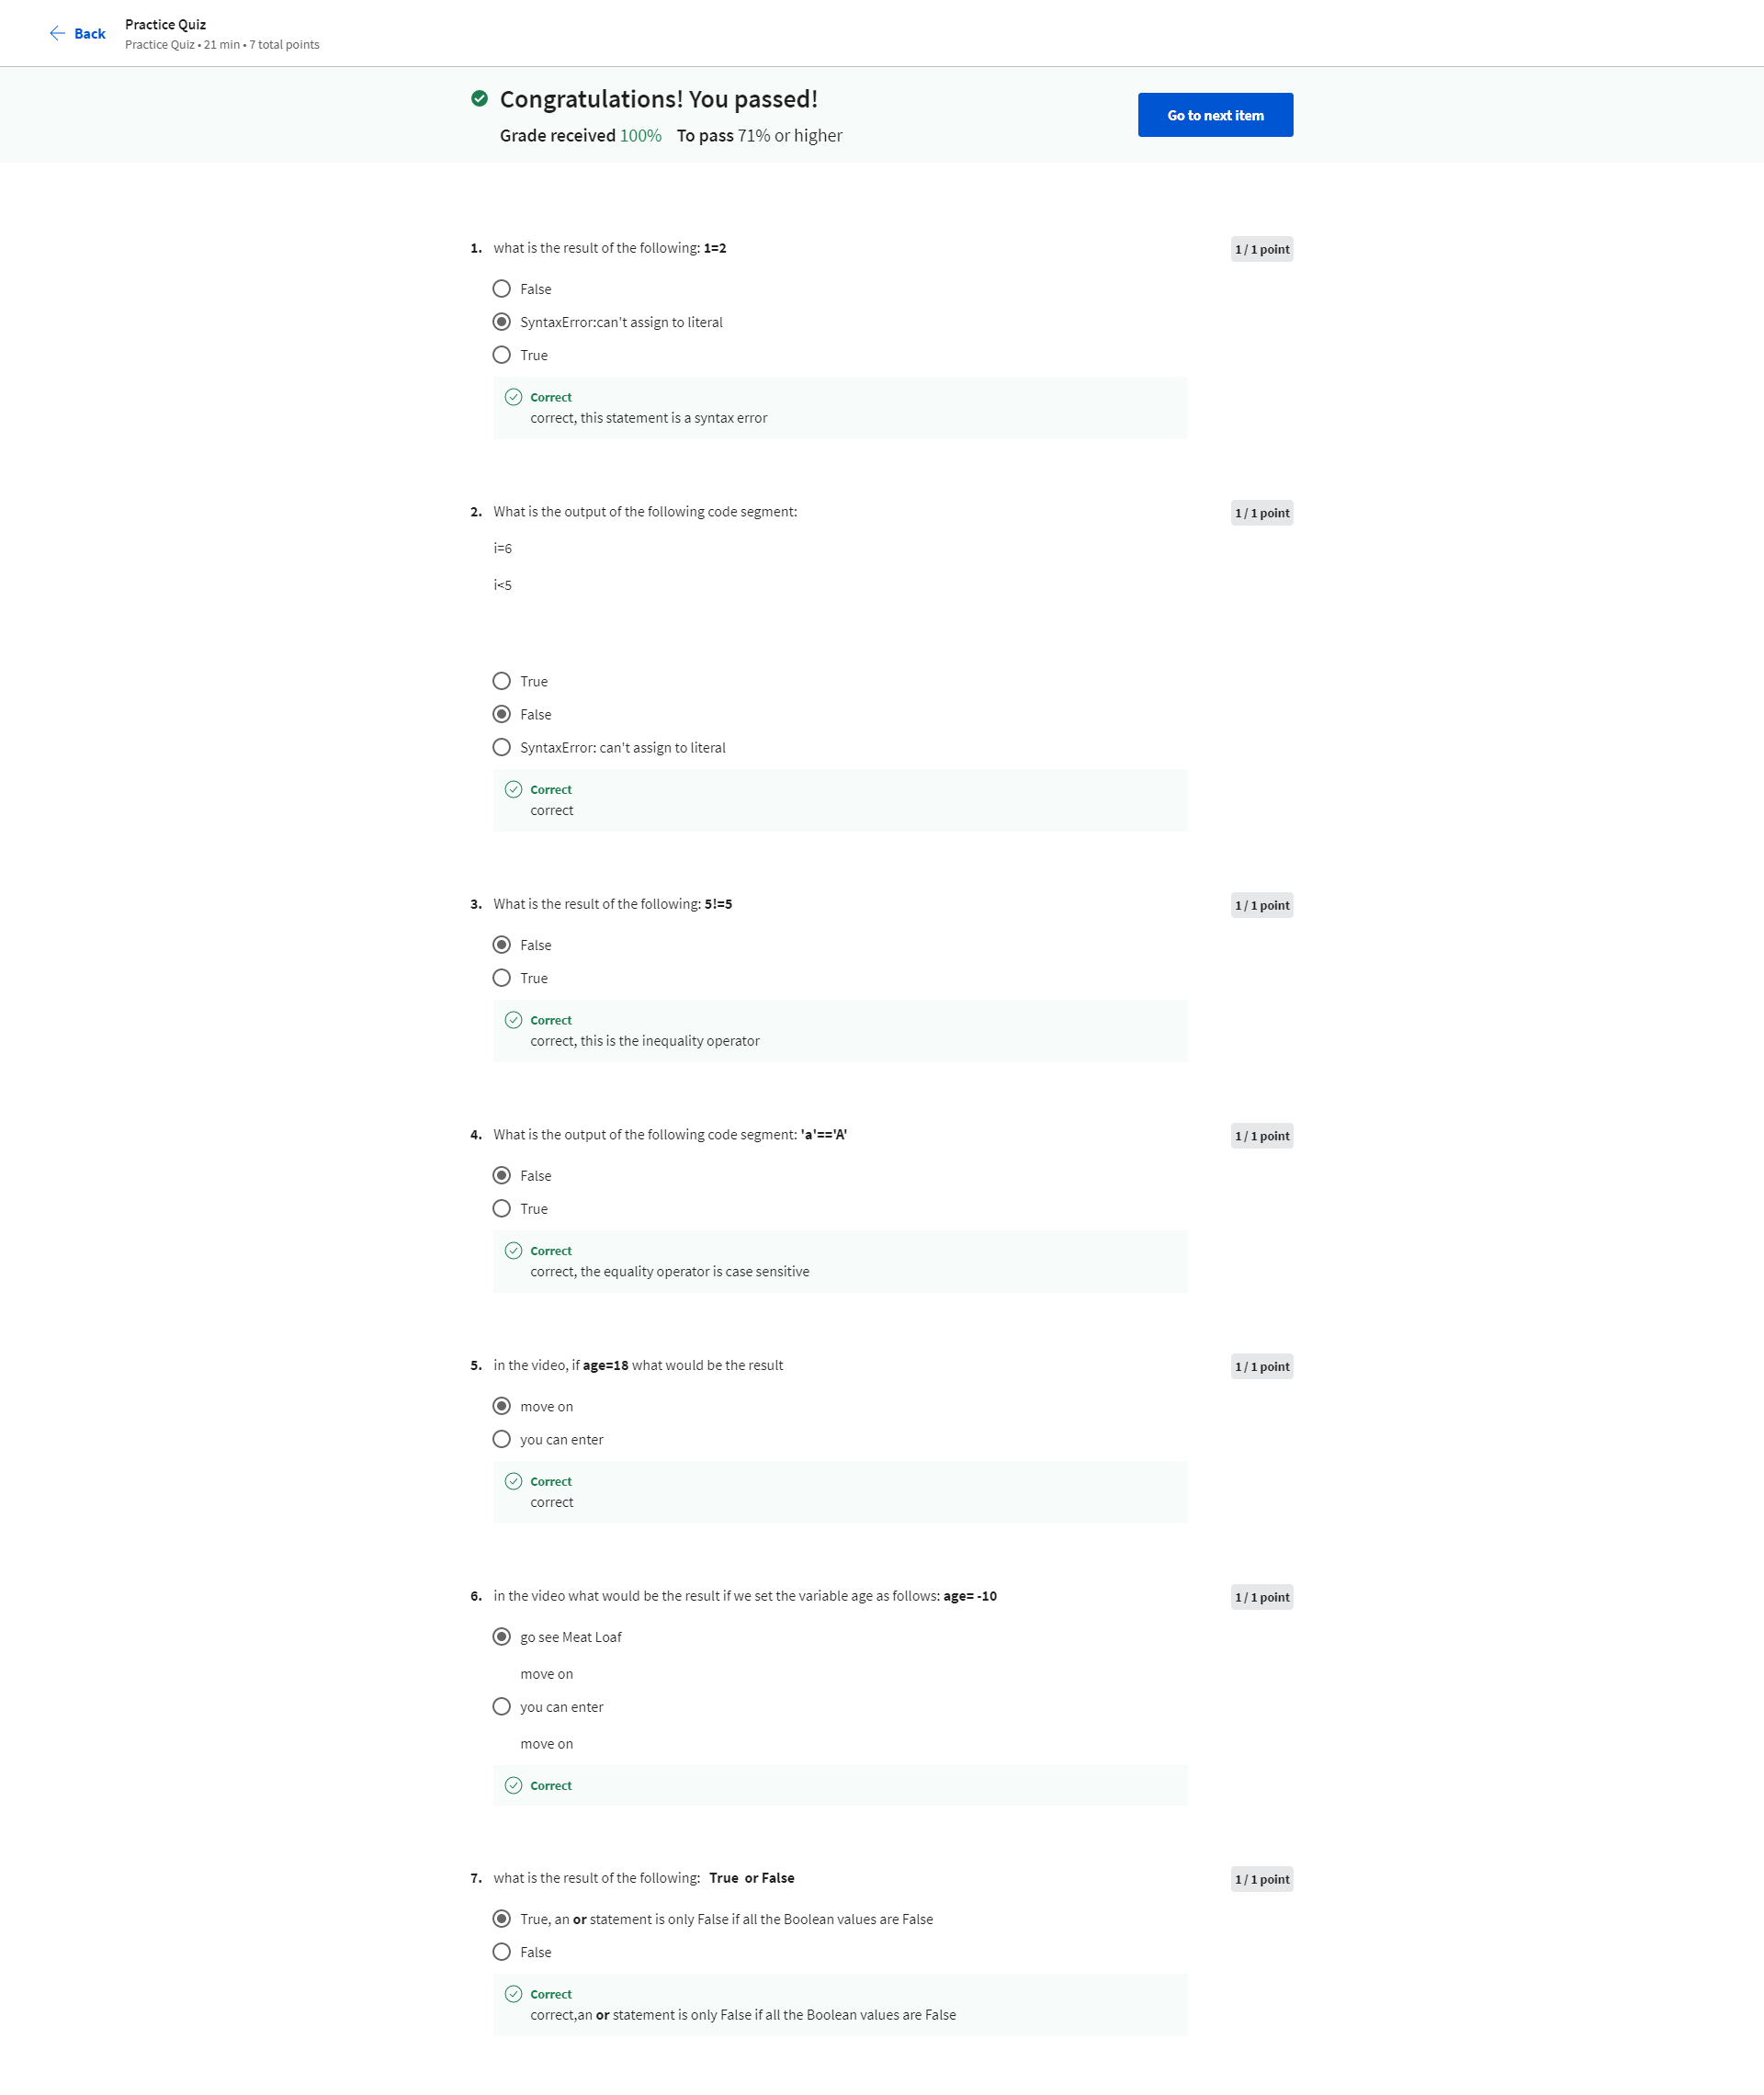 Back
Practice Quiz
Practice Quiz • 21 min • 7 total points
Congratulations! You passed!
Grade received 100% To pass 71% or higher
Go to next item
1. what is the result of the following: 1=2
1 / 1 point
False
SyntaxError:can't assign to literal
True
Correct
correct, this statement is a syntax error
2. What is the output of the following code segment:
1 / 1 point
i=6
i<5
True
False
SyntaxError: can't assign to literal
Correct
correct
3. What is the result of the following: 5!=5
1 / 1 point
False
True
Correct
correct, this is the inequality operator
4. What is the output of the following code segment: 'a'=='A'
1 / 1 point
False
True
Correct
correct, the equality operator is case sensitive
5. in the video, if age=18 what would be the result
1 / 1 point
move on
you can enter
Correct
correct
6. in the video what would be the result if we set the variable age as follows: age= -10
1 / 1 point
go see Meat Loaf
move on
you can enter
move on
Correct
7. what is the result of the following: True or False
1 / 1 point
True, an or statement is only False if all the Boolean values are False
False
Correct
correct,an or statement is only False if all the Boolean values are False